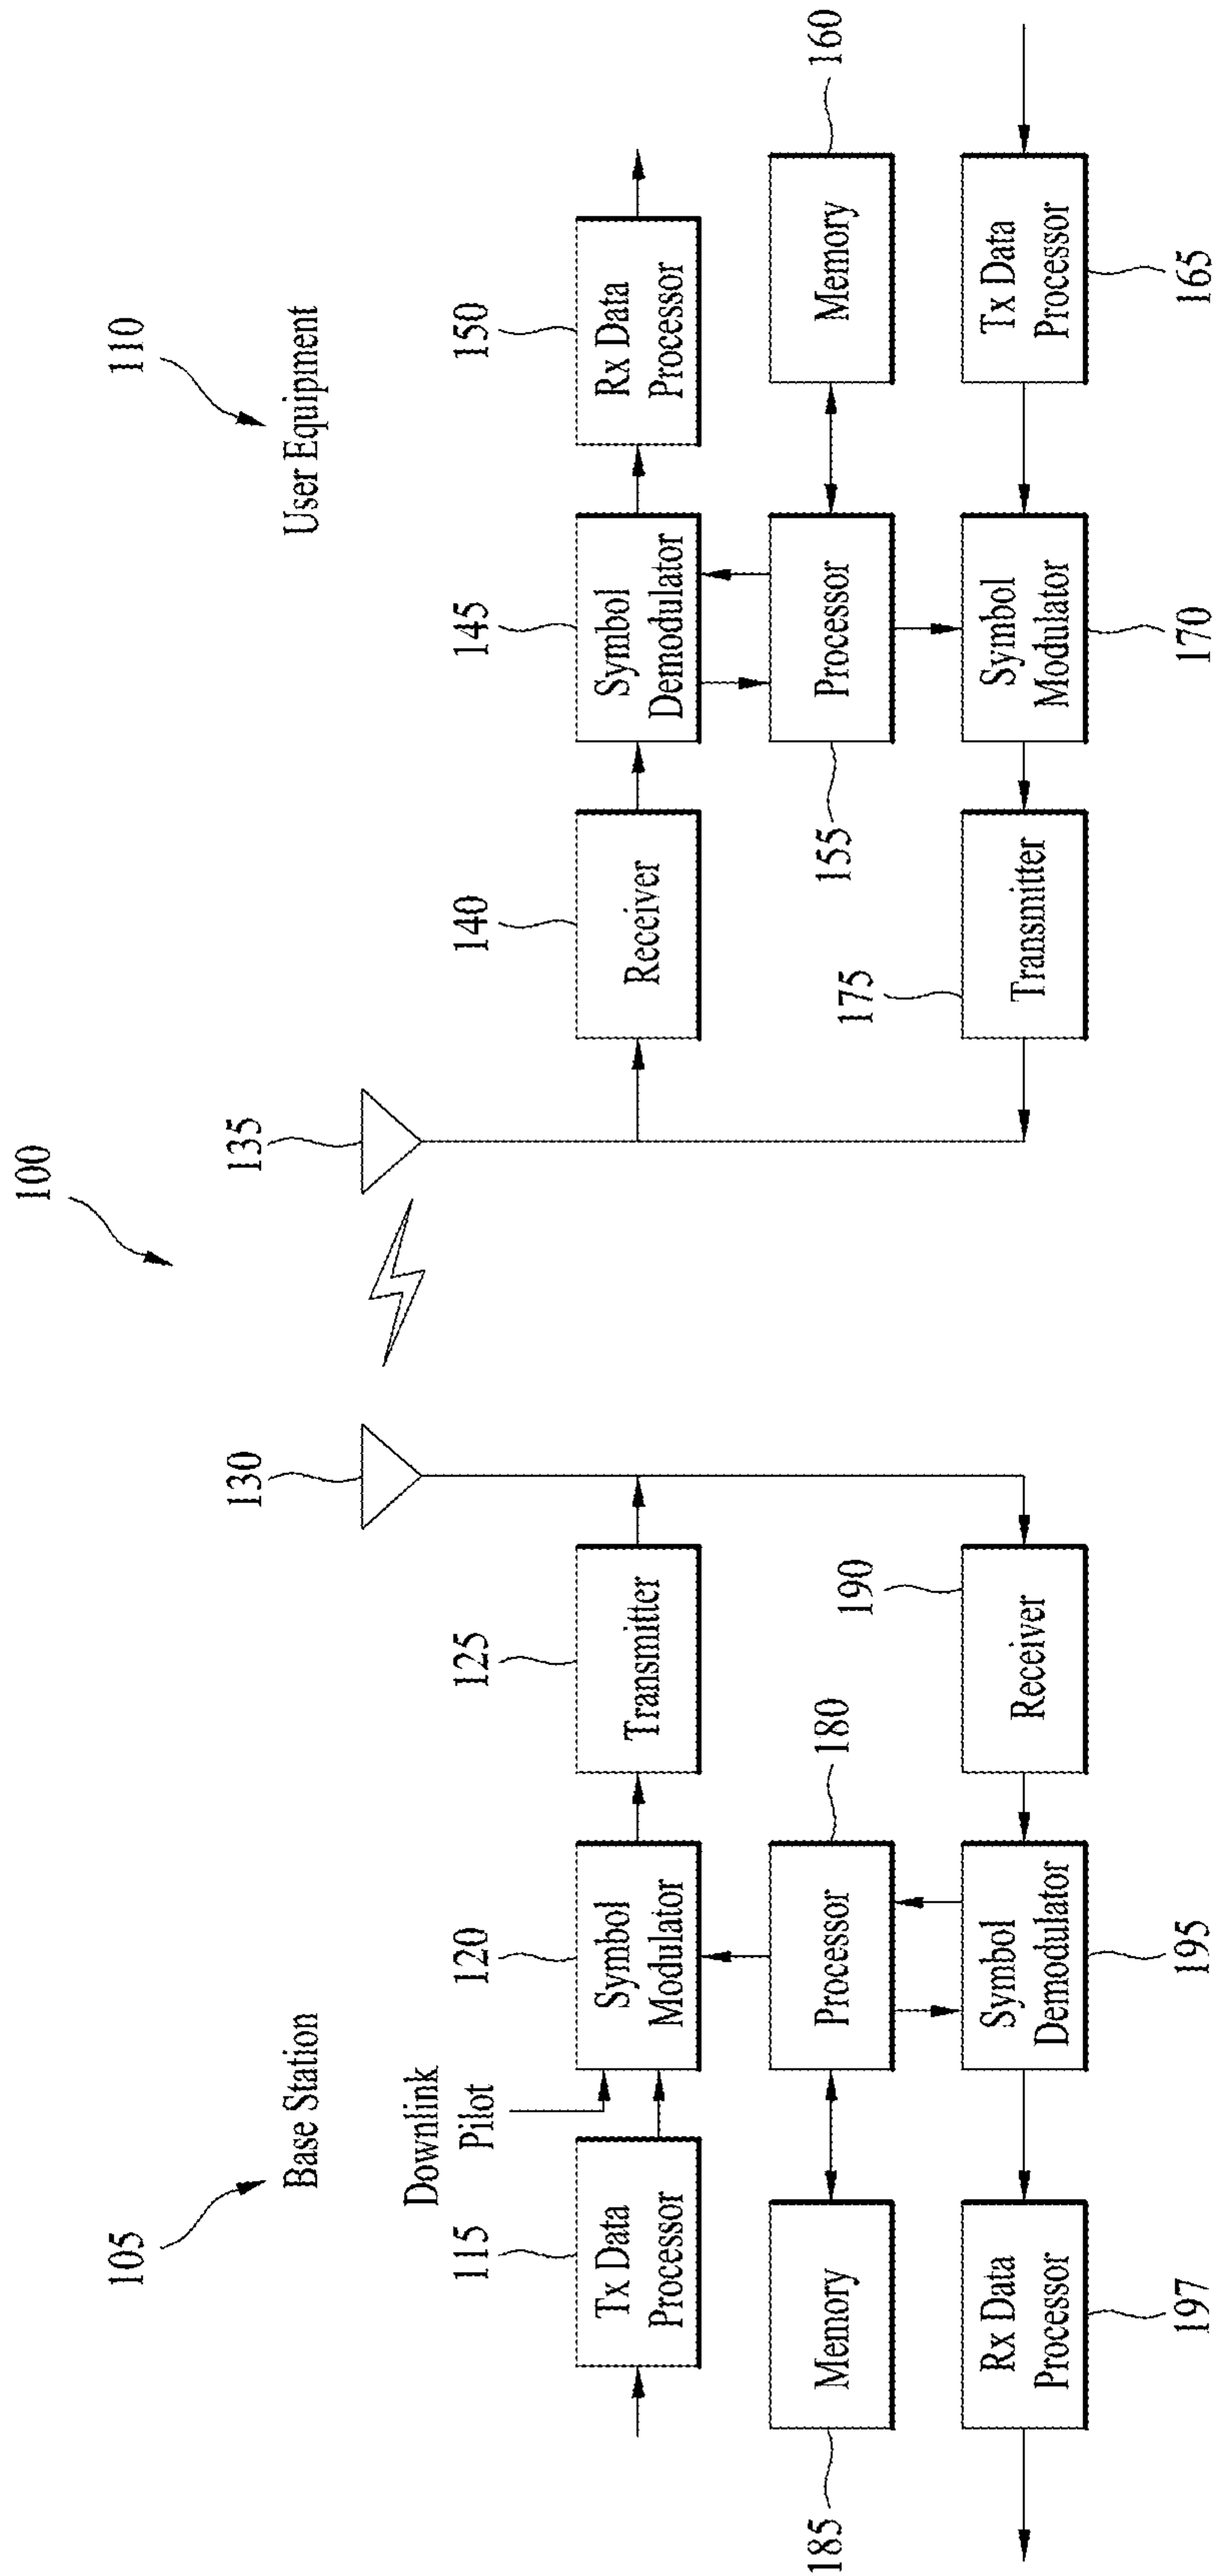 100
105
Base Station
110
User Equipment
130
135
Downlink
Pilot
115
Tx Data
Processor
120
Symbol
Modulator
125
Transmitter
140
Receiver
145
Symbol
Demodulator
150
Rx Data
Processor
185
Memory
180
Processor
155
Processor
160
Memory
197
Rx Data
Processor
195
Symbol
Demodulator
190
Receiver
175
Transmitter
170
Symbol
Modulator
165
Tx Data
Processor